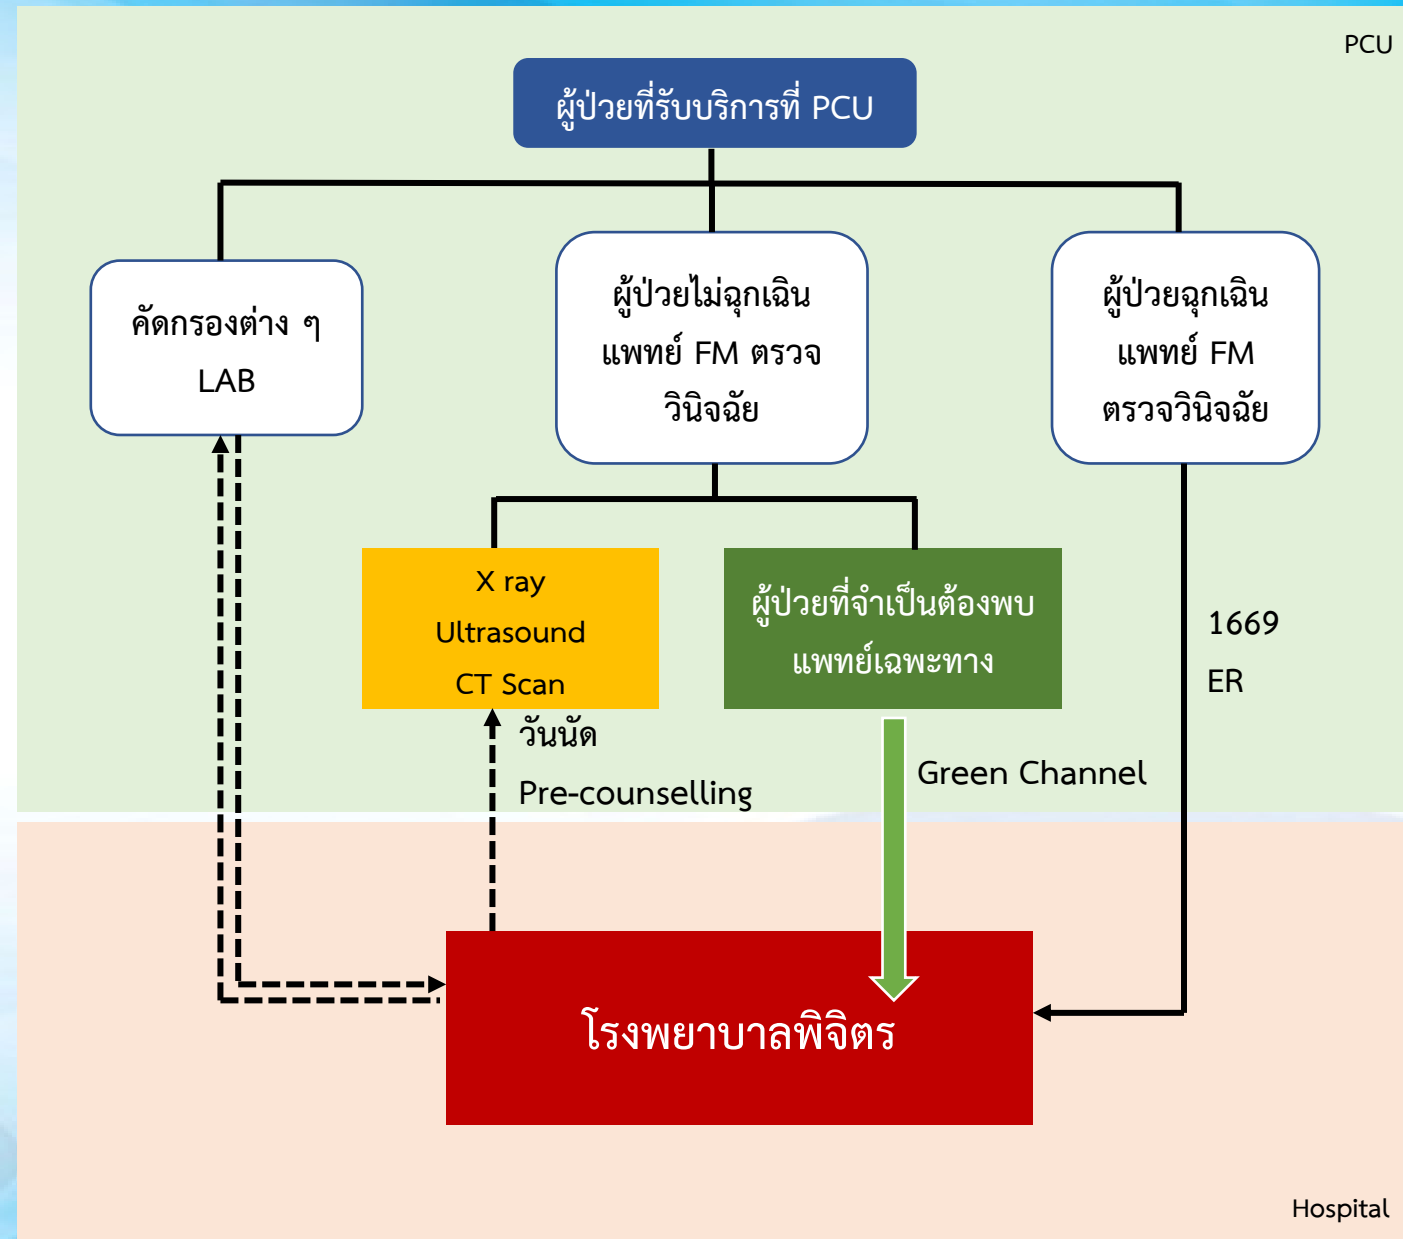 PCU
ผู้ป่วยที่รับบริการที่ PCU
คัดกรองต่าง ๆ
LAB
ผู้ป่วยไม่ฉุกเฉิน
แพทย์ FM ตรวจ
วินิจฉัย
ผู้ป่วยฉุกเฉิน
แพทย์ FM
ตรวจวินิจฉัย
X ray
Ultrasound
CT Scan
ผู้ป่วยที่จำเป็นต้องพบ
แพทย์เฉพะทาง
1669
ER
วันนัด
Pre-counselling
Green Channel
โรงพยาบาลพิจิตร
Hospital